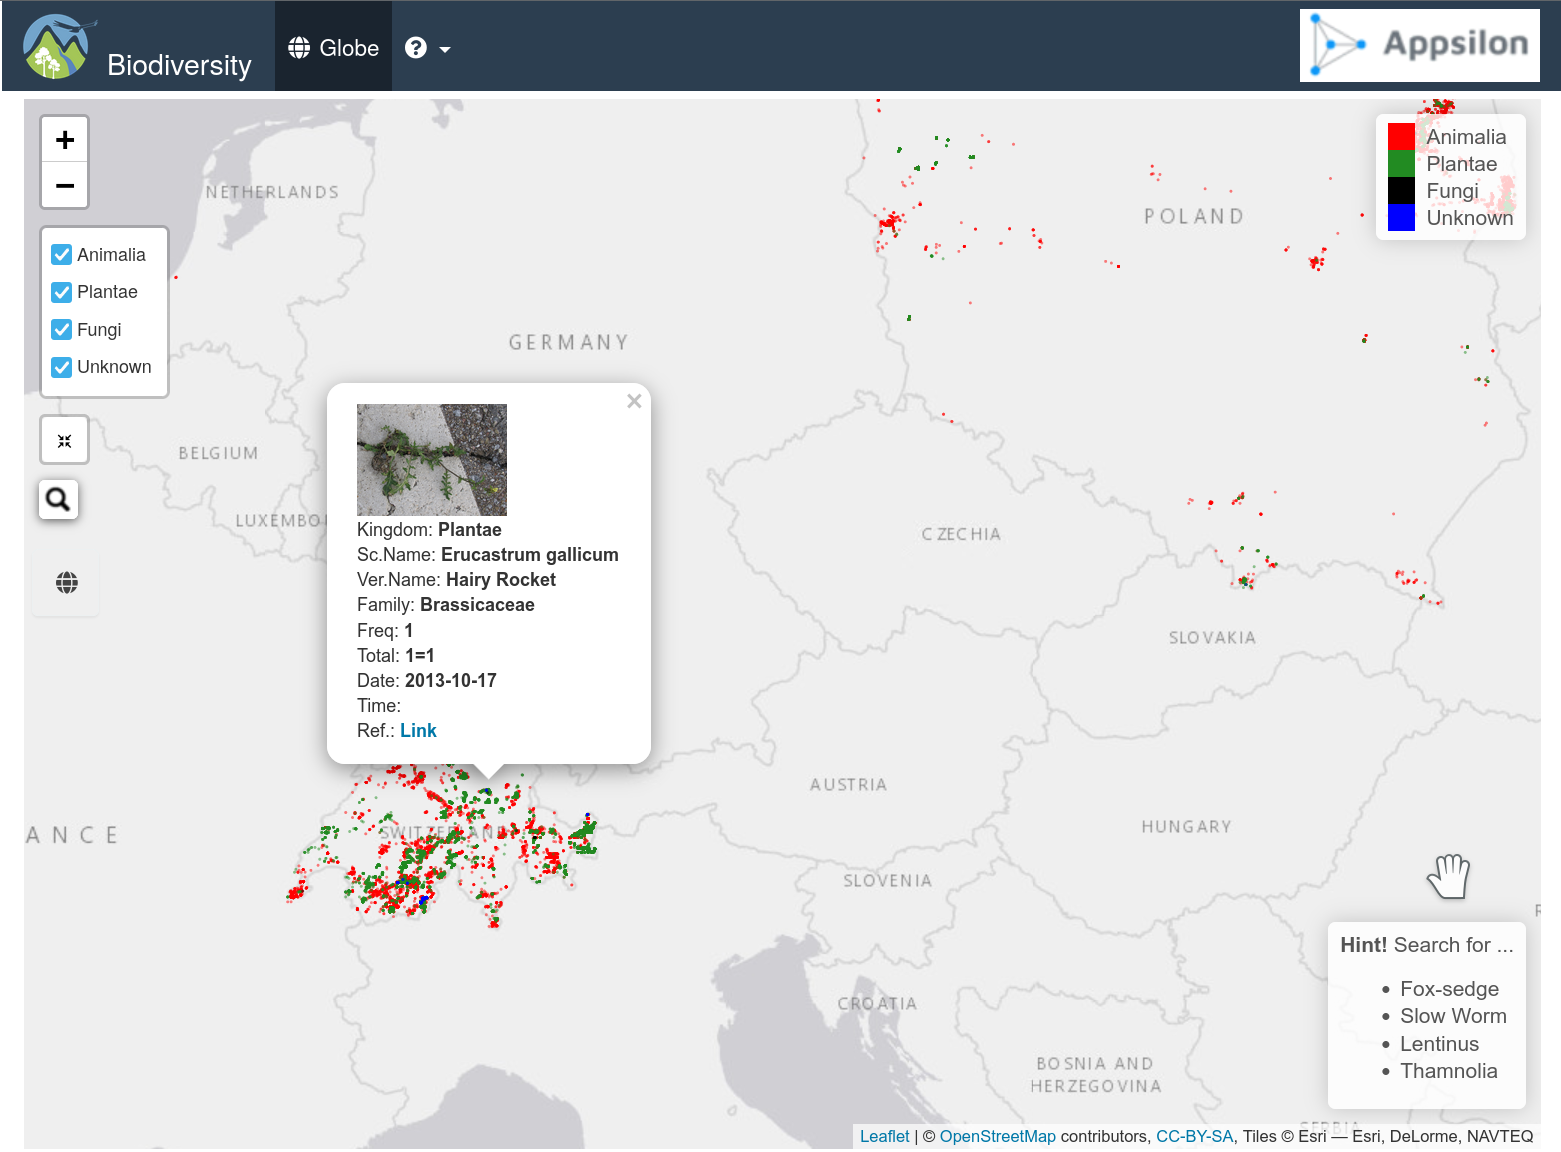 Biodiversity
Globe
Appsilon
+
−
Animalia
Plantae
Fungi
Unknown
Animalia
Plantae
Fungi
Unknown
NETHERLANDS
POLAND
GERMANY
BELGIUM
LUXEMBO
×
Kingdom: Plantae
Sc.Name: Erucastrum gallicum
Ver.Name: Hairy Rocket
Family: Brassicaceae
Freq: 1
Total: 1=1
Date: 2013-10-17
Time:
Ref.: Link
CZECHIA
SLOVAKIA
AUSTRIA
ANCE
SWITZERLAND
HUNGARY
SLOVENIA
CROATIA
BOSNIA AND
HERZEGOVINA
Hint! Search for ...
• Fox-sedge
• Slow Worm
• Lentinus
• Thamnolia
SERBIA
Leaflet | © OpenStreetMap contributors, CC-BY-SA, Tiles © Esri — Esri, DeLorme, NAVTEQ